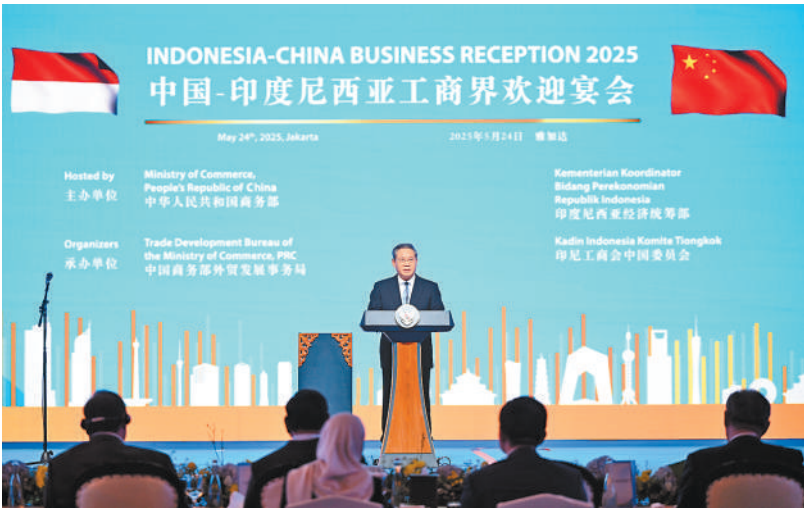 INDONESIA-CHINA BUSINESS RECEPTION 2025
中国-印度尼西亚工商界欢迎宴会
May 24th, 2025, Jakarta
2025年5月24日 雅加达
Hosted by
主办单位
Ministry of Commerce,
People's Republic of China
中华人民共和国商务部
Kementerian Koordinator
Bidang Perekonomian
Republik Indonesia
印度尼西亚经济统筹部
Organizers
承办单位
Trade Development Bureau of
the Ministry of Commerce, PRC
中国商务部外贸发展事务局
Kadin Indonesia Komite Tiongkok
印尼工商会中国委员会